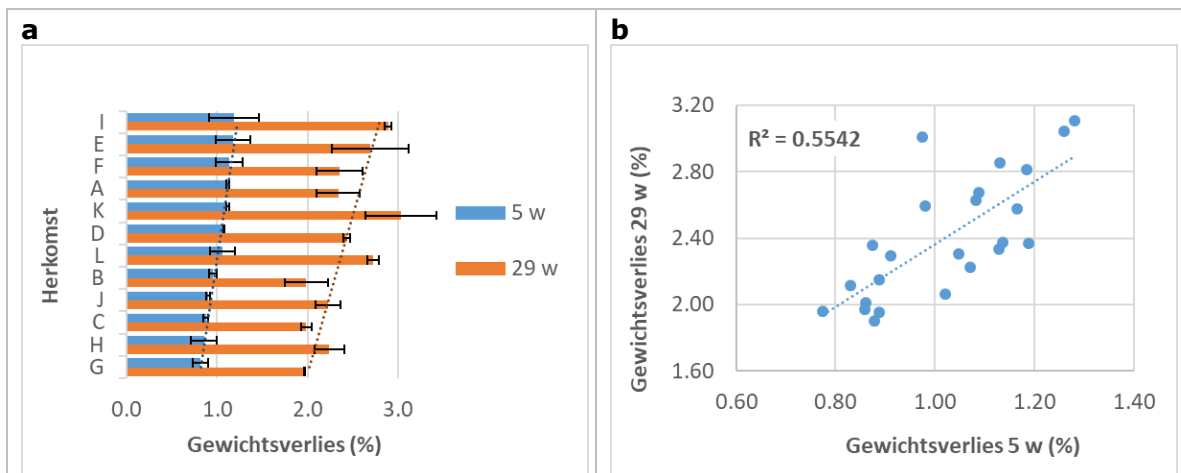 a
I
E
F
A
K
D
L
B
J
C
H
G
Herkomst
0.0 1.0 2.0 3.0
Gewichtsverlies (%)
5 w
29 w
b
R² = 0.5542
3.20
2.80
2.40
2.00
1.60
Gewichtsverlies 29 w (%)
0.60 0.80 1.00 1.20 1.40
Gewichtsverlies 5 w (%)